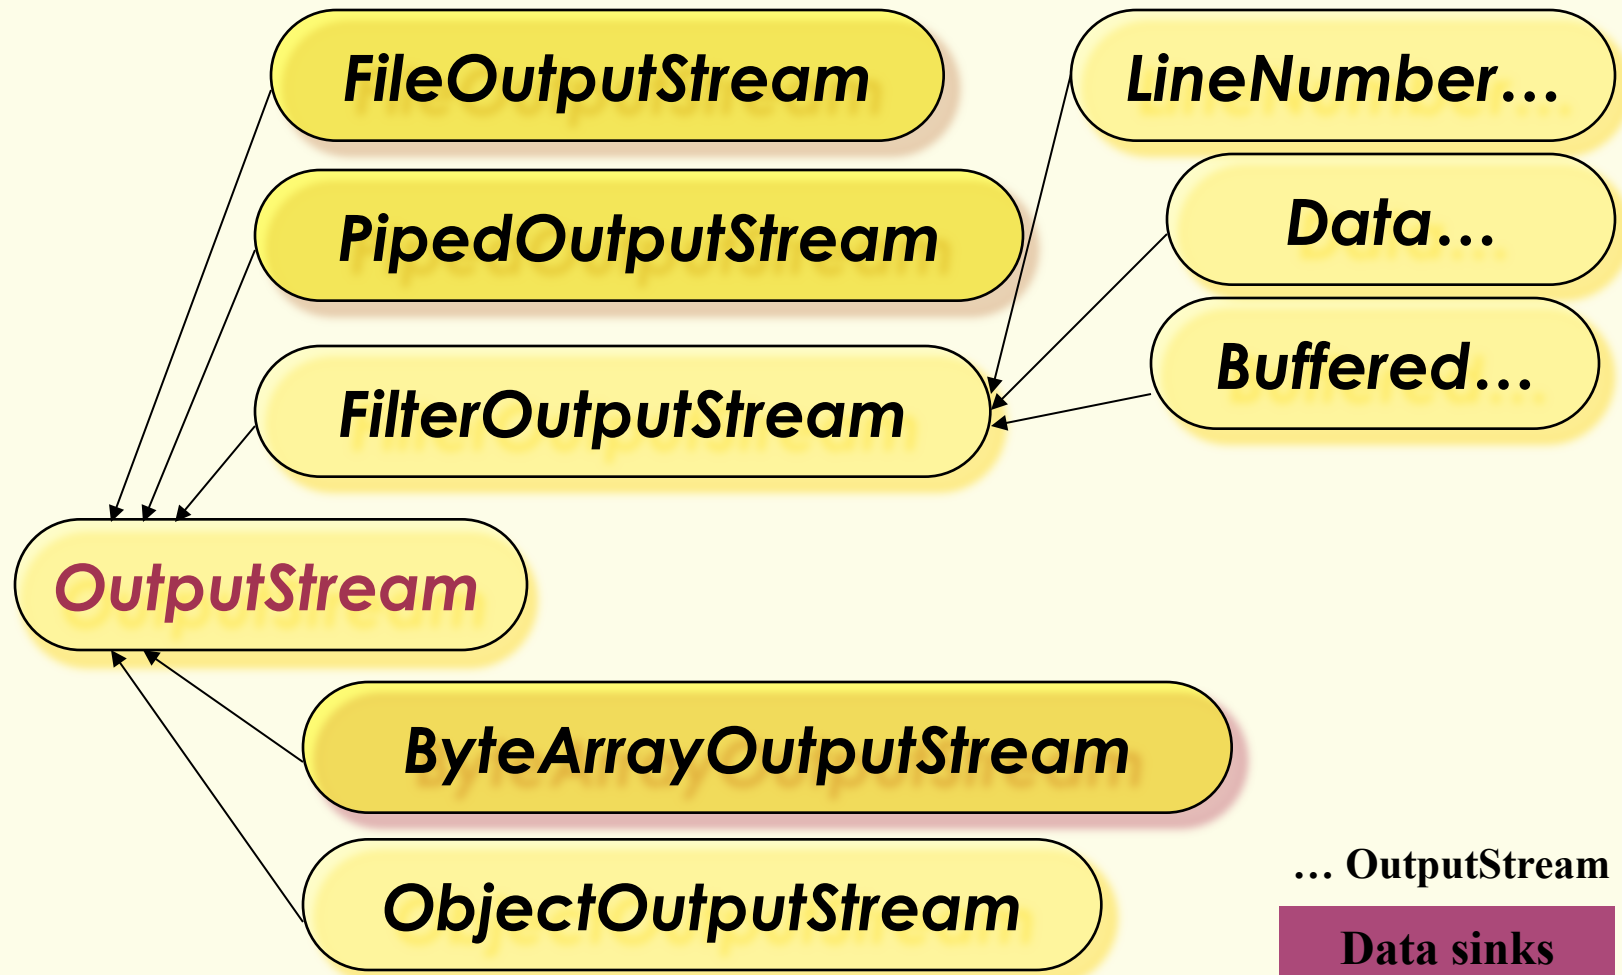 FileOutputStream
LineNumber...
PipedOutputStream
Data...
Buffered...
FilterOutputStream
OutputStream
ByteArrayOutputStream
ObjectOutputStream
... OutputStream
Data sinks